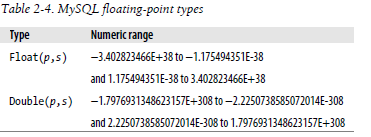 Table 2-4. MySQL floating-point types
Type Numeric range
Float(p,s) −3.402823466E+38 to −1.175494351E-38
and 1.175494351E-38 to 3.402823466E+38
Double(p,s) −1.7976931348623157E+308 to −2.2250738585072014E-308
and 2.2250738585072014E-308 to 1.7976931348623157E+308